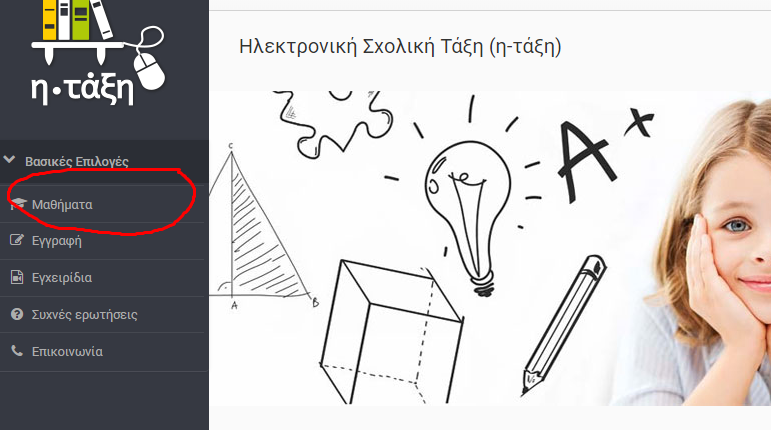 η·τάξη
Ηλεκτρονική Σχολική Τάξη (η-τάξη)
Βασικές Επιλογές
Μαθήματα
Εγγραφή
Εγχειρίδια
Συχνές ερωτήσεις
Επικοινωνία
C
A
B
A+